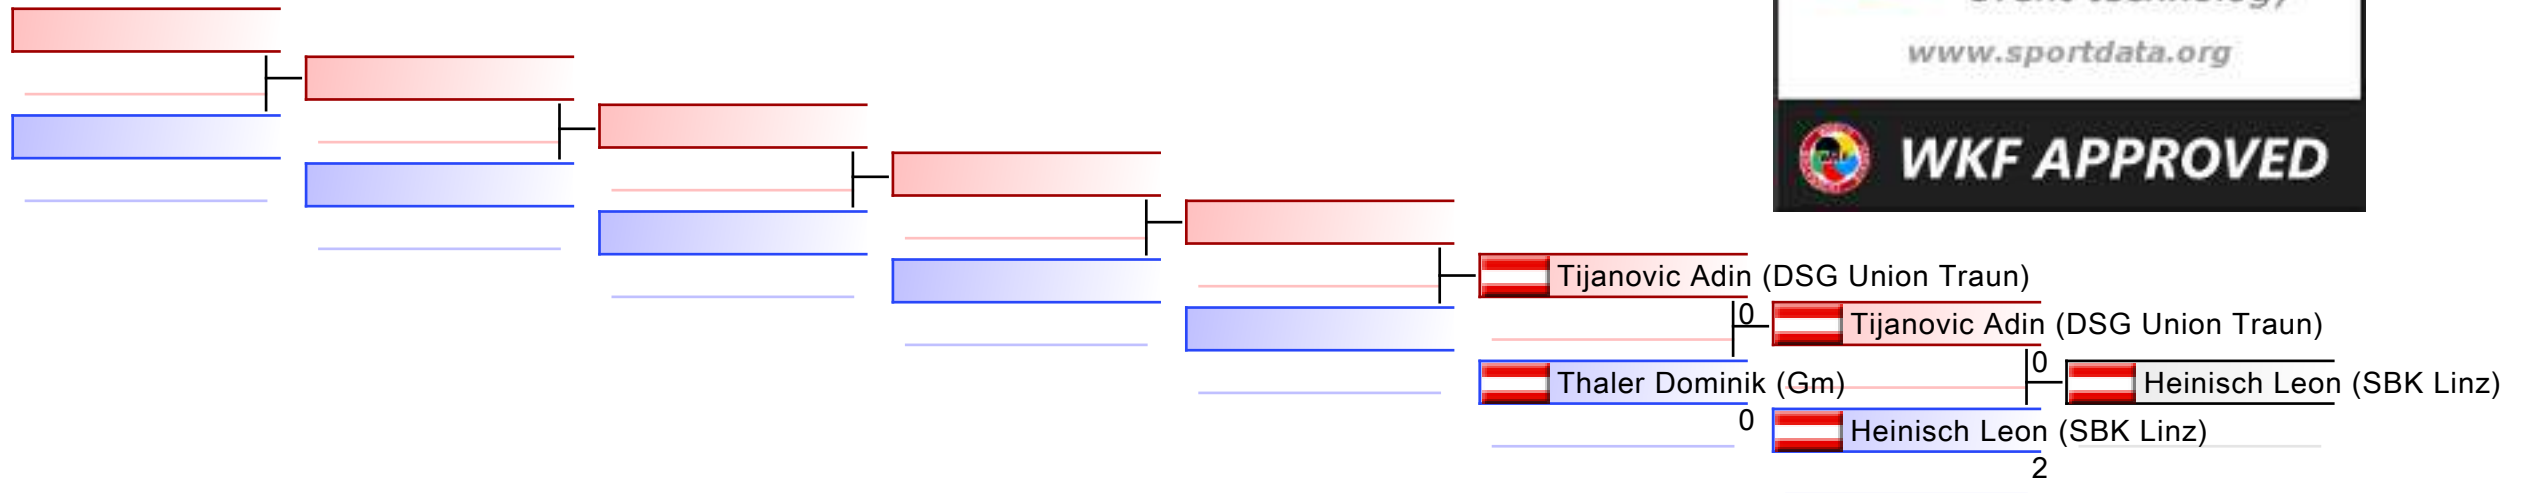 www.sportdata.org
WKF APPROVED
Tijanovic Adin (DSG Union Traun)
0
Tijanovic Adin (DSG Union Traun)
0
Thaler Dominik (Gm)
Heinisch Leon (SBK Linz)
0
Heinisch Leon (SBK Linz)
2